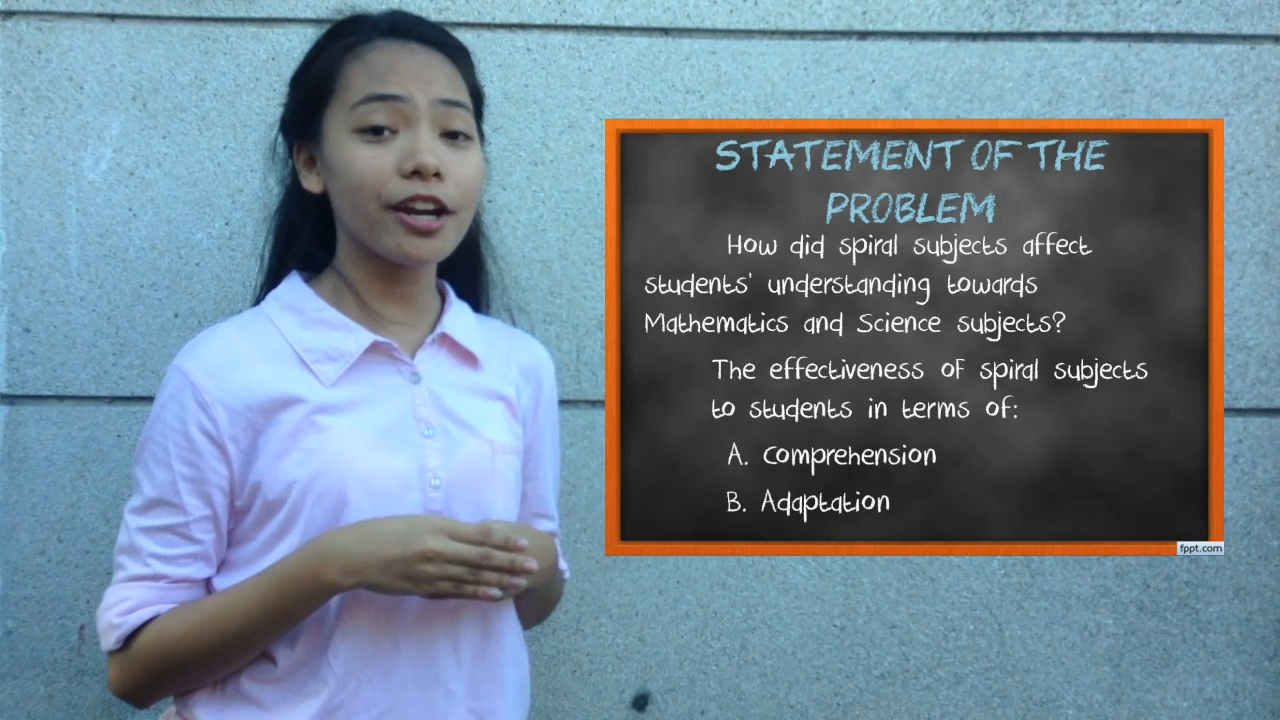 STATEMENT OF THE
PROBLEM
How did spiral subjects affect
students' understanding towards
Mathematics and Science subjects?
The effectiveness of spiral subjects
to students in terms of:
A. Comprehension
B. Adaptation
fppt.com